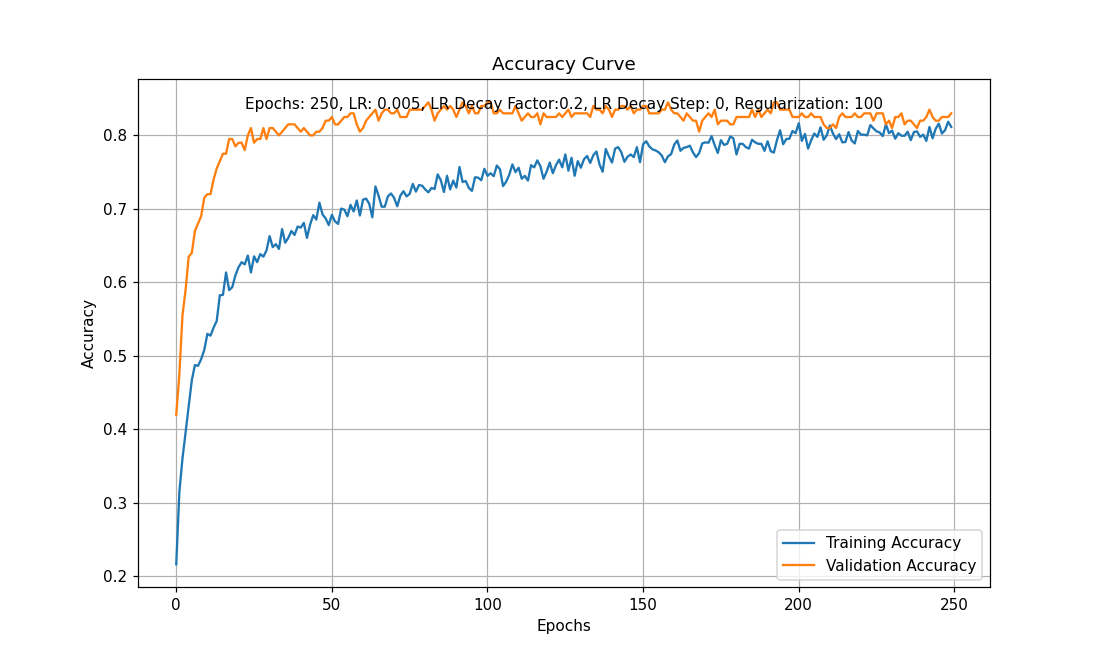 Accuracy Curve
Epochs: 250, LR: 0.005, LR Decay Factor:0.2, LR Decay Step: 0, Regularization: 100
Accuracy
0.8
0.7
0.6
0.5
0.4
0.3
0.2
Training Accuracy
Validation Accuracy
0 50 100 150 200 250
Epochs